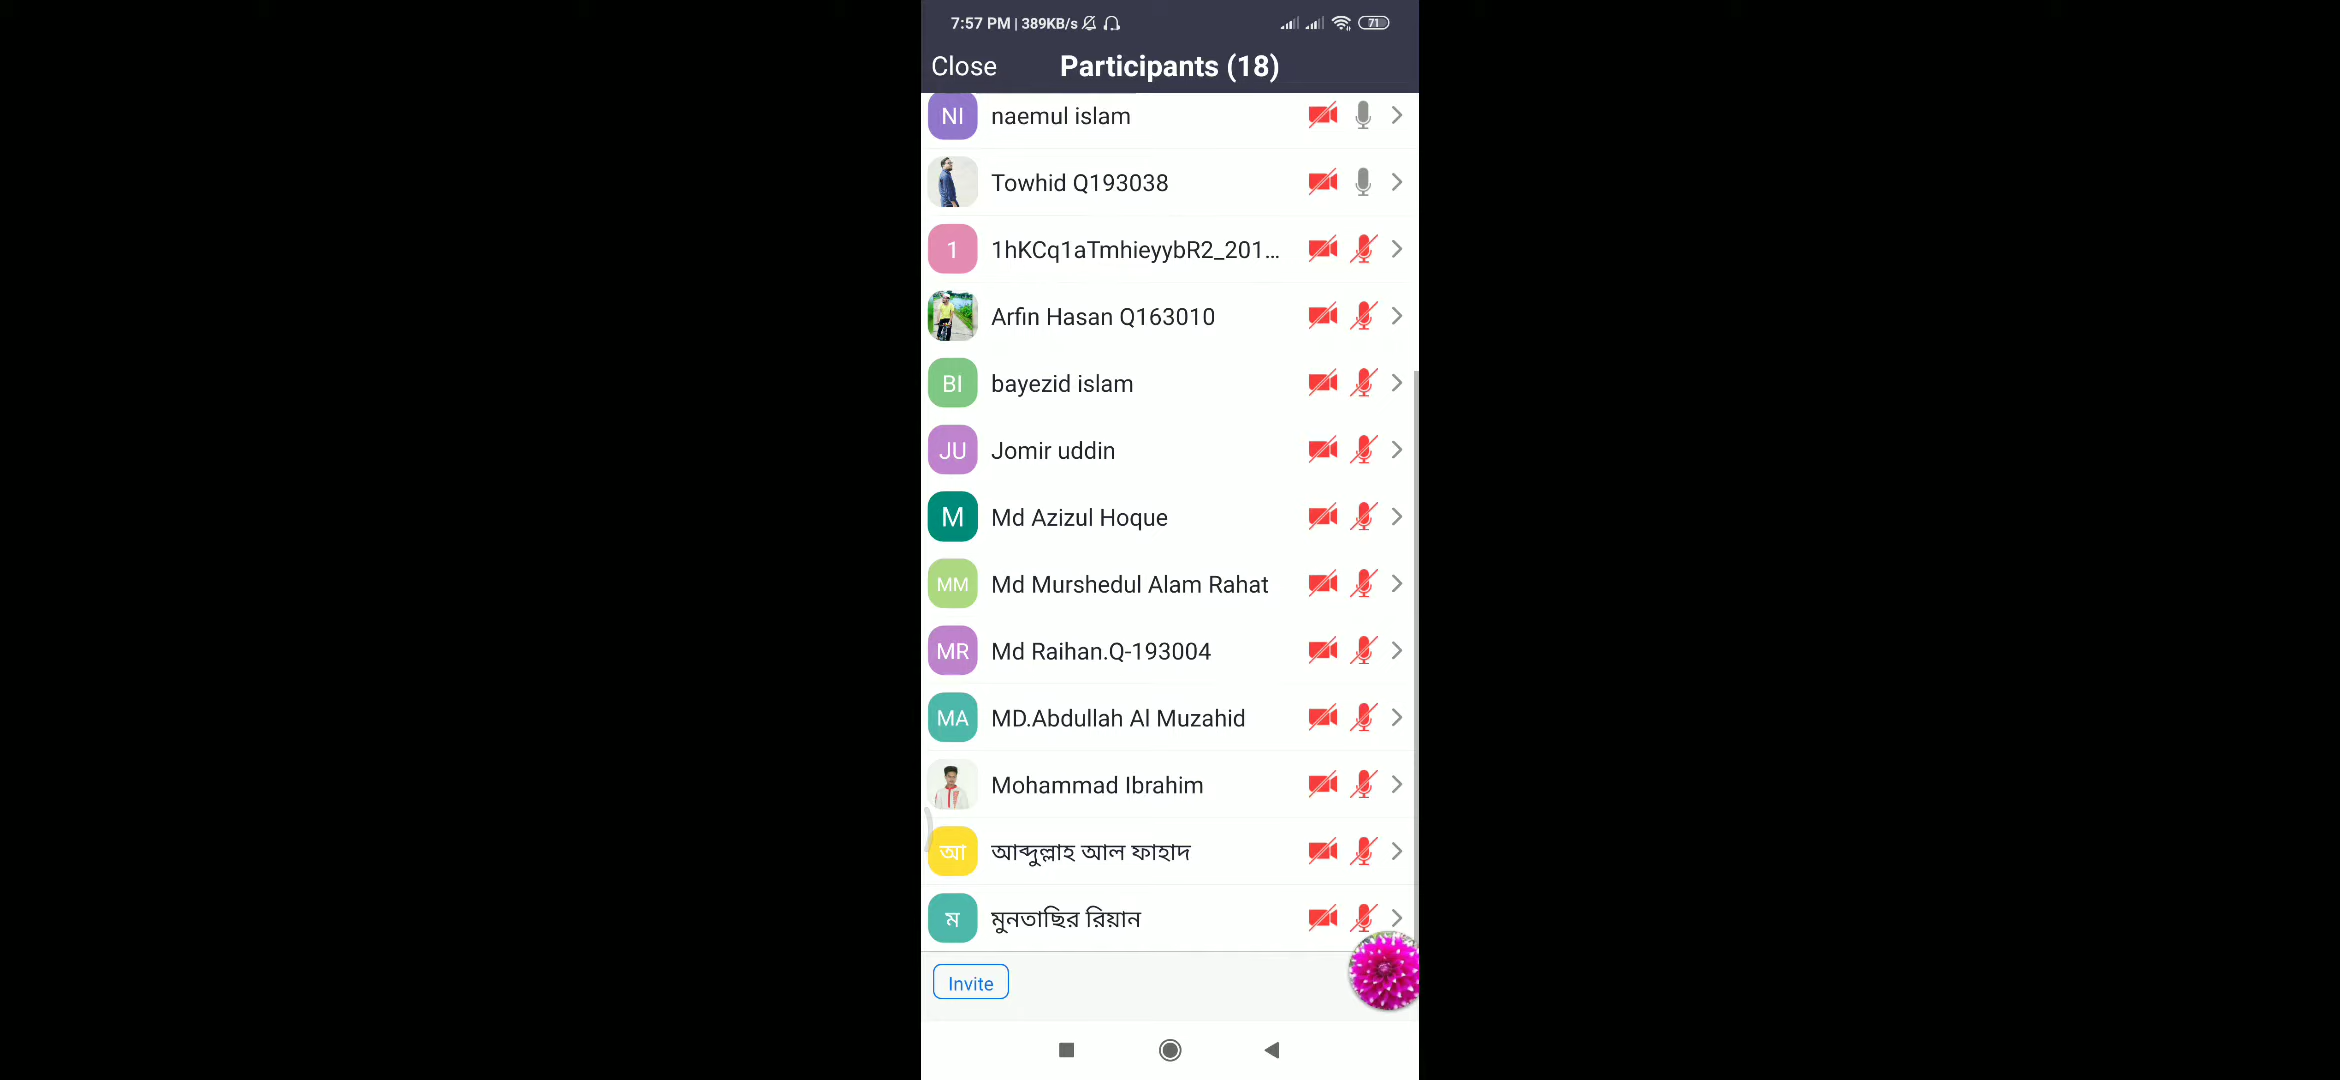 7:57 PM | 389KB/s 71
Close Participants (18)
NI naemul islam
Towhid Q193038
1 1hKCq1aTmhieyybR2_201...
Arfin Hasan Q163010
BI bayezid islam
JU Jomir uddin
M Md Azizul Hoque
MM Md Murshedul Alam Rahat
MR Md Raihan.Q-193004
MA MD.Abdullah Al Muzahid
Mohammad Ibrahim
আ আব্দুল্লাহ আল ফাহাদ
ম মুনতাছির রিয়ান
Invite